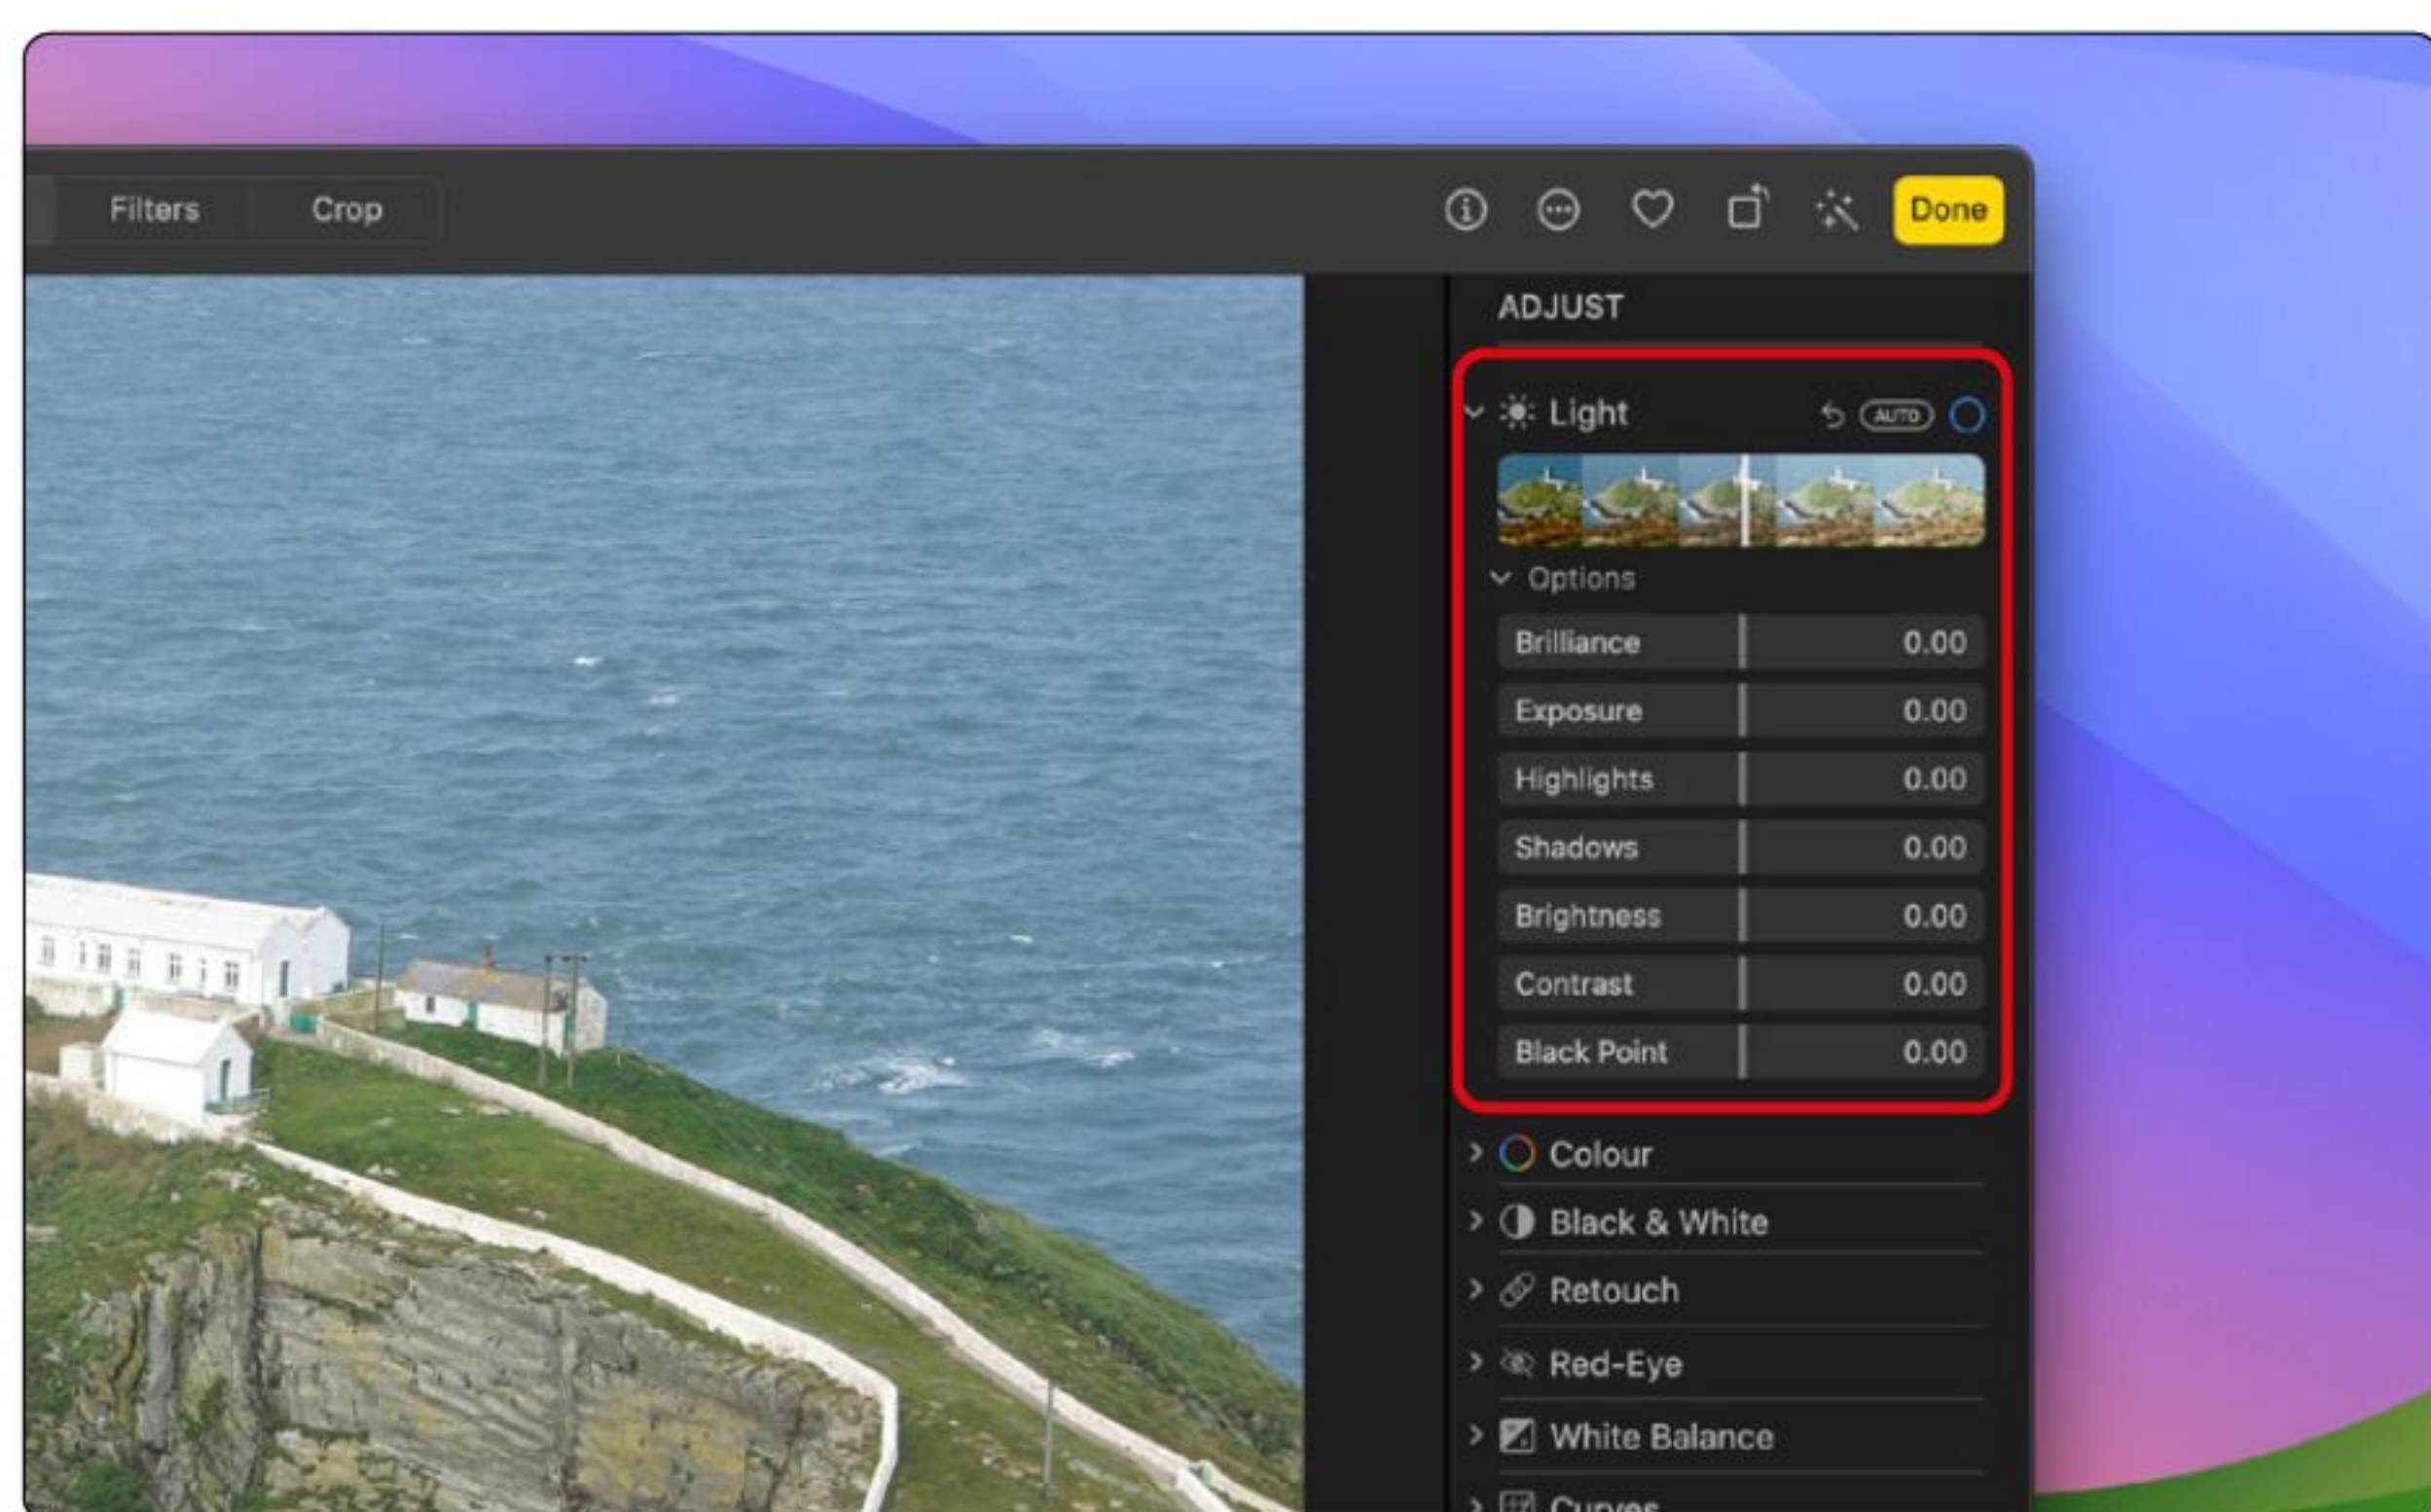 Filters Crop Done
ADJUST
Light AUTO
Options
Brilliance 0.00
Exposure 0.00
Highlights 0.00
Shadows 0.00
Brightness 0.00
Contrast 0.00
Black Point 0.00
Colour
Black & White
Retouch
Red-Eye
White Balance
Curves